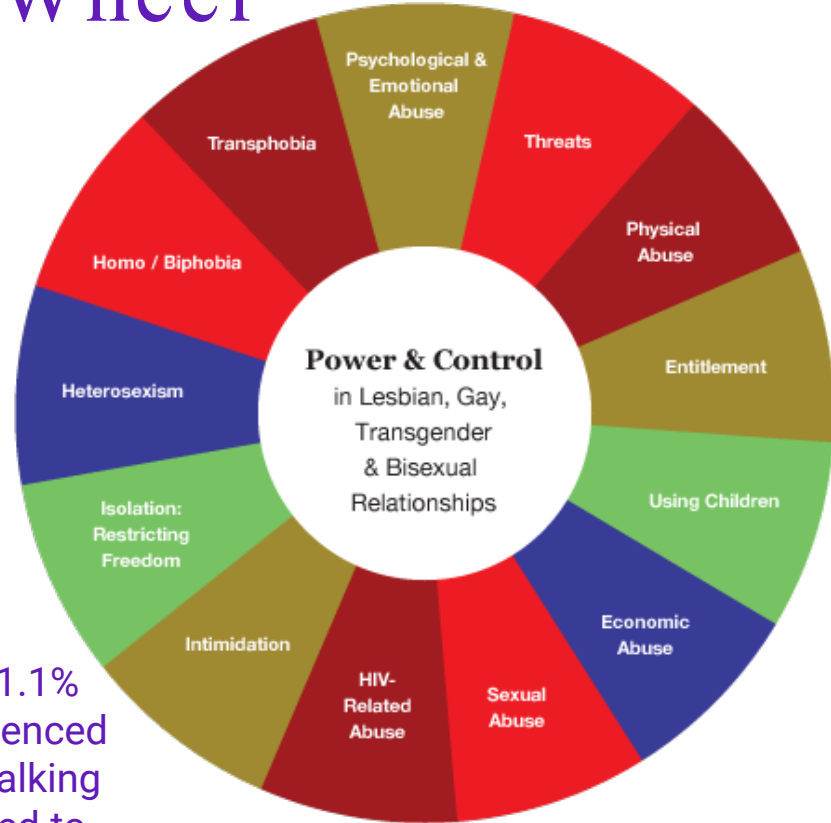 Wheel
Psychological &
Emotional
Abuse
Threats
Physical
Abuse
Entitlement
Using Children
Economic
Abuse
Sexual
Abuse
HIV-
Related
Abuse
Intimidation
Isolation:
Restricting
Freedom
Heterosexism
Homo / Biphobia
Transphobia
Power & Control
in Lesbian, Gay,
Transgender
& Bisexual
Relationships
1.1%
enced
alking